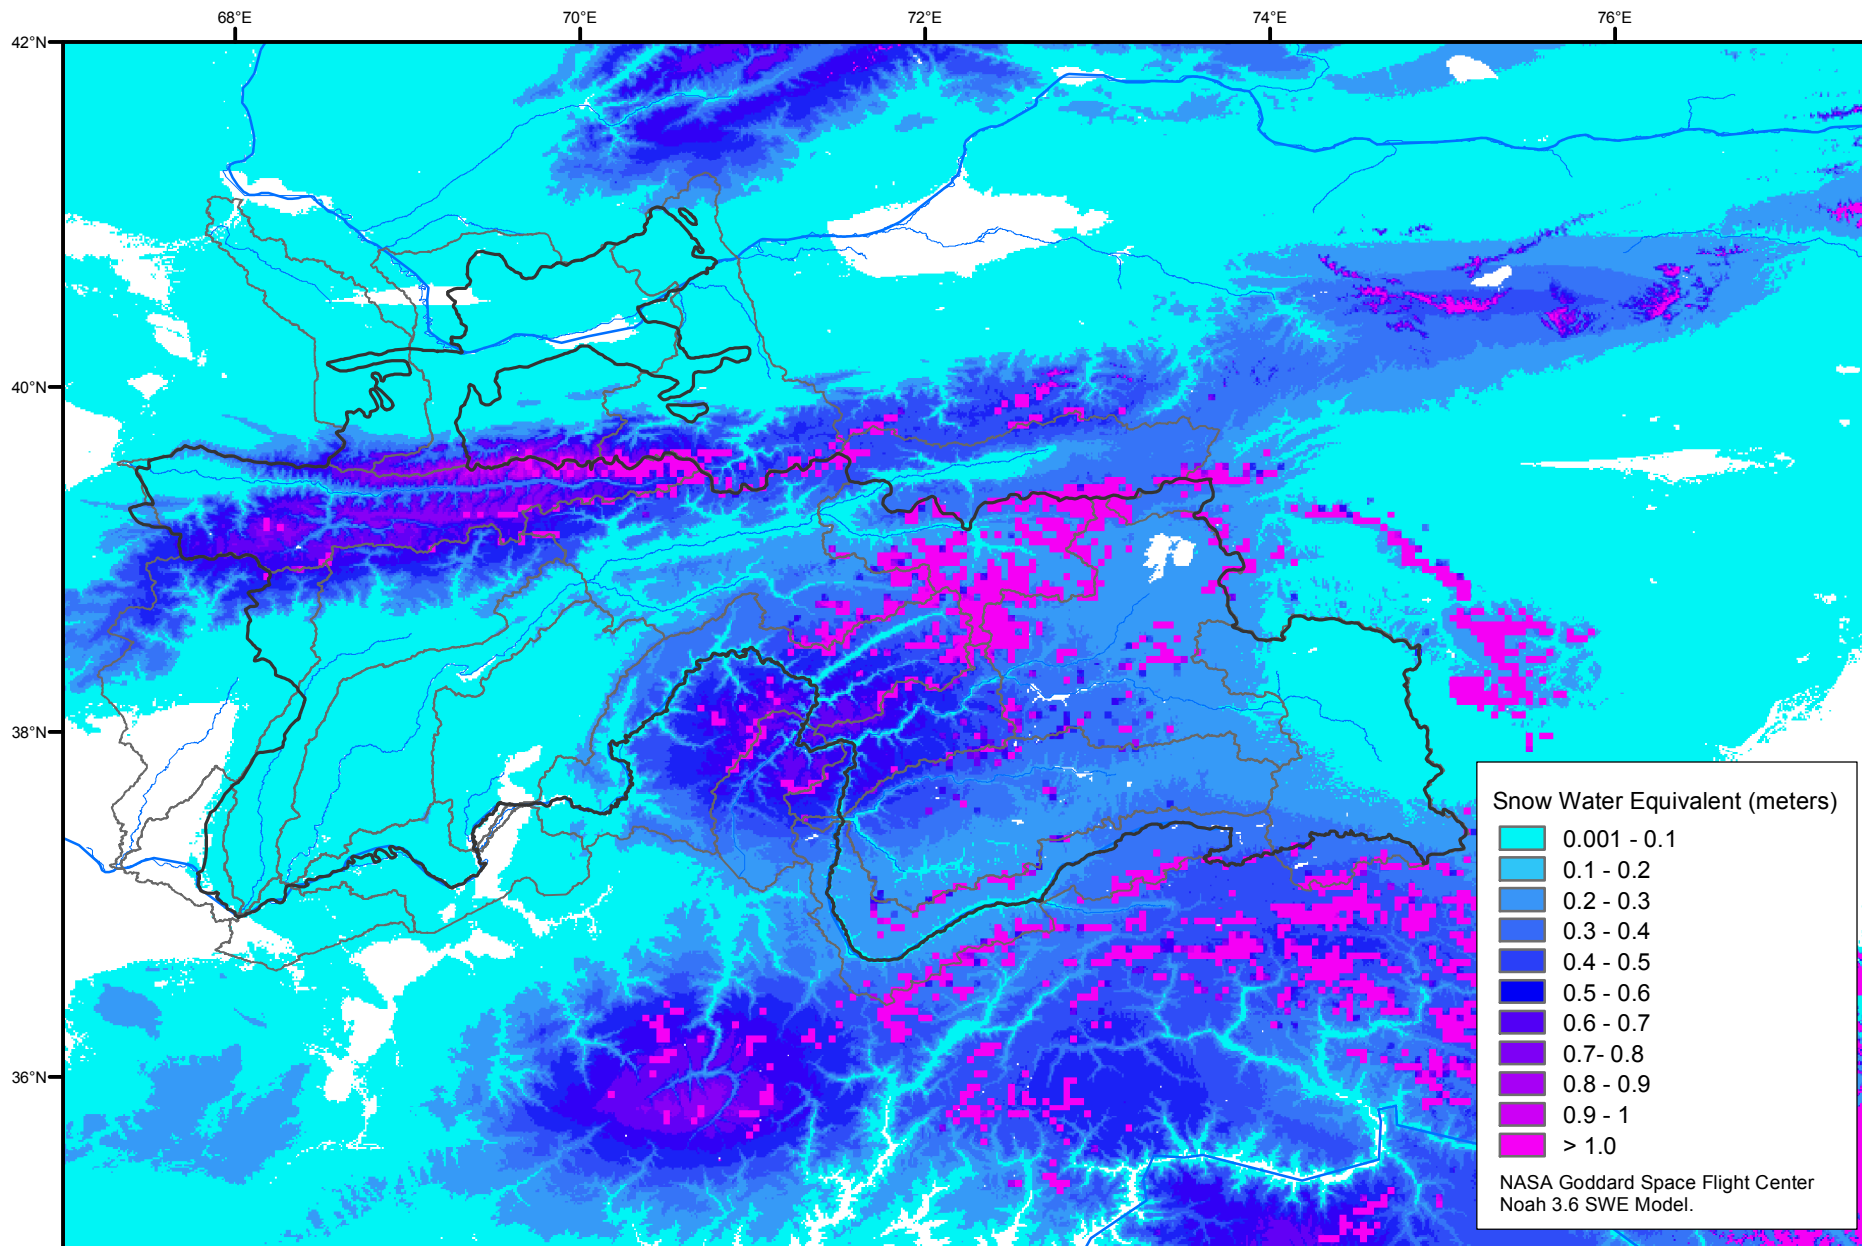 68°E 70°E 72°E 74°E 76°E
42°N
40°N
38°N
36°N
Snow Water Equivalent (meters)
0.001 - 0.1
0.1 - 0.2
0.2 - 0.3
0.3 - 0.4
0.4 - 0.5
0.5 - 0.6
0.6 - 0.7
0.7- 0.8
0.8 - 0.9
0.9 - 1
> 1.0
NASA Goddard Space Flight Center
Noah 3.6 SWE Model.